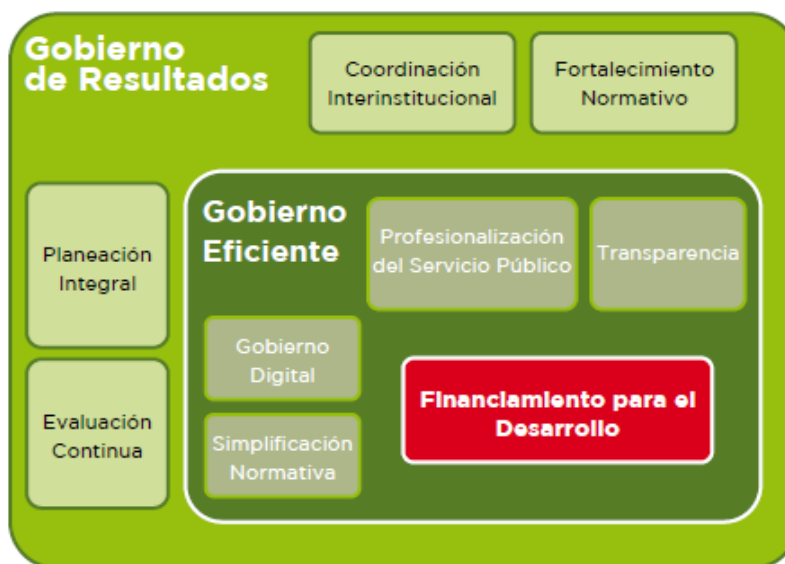 Gobierno
de Resultados
Coordinación
Interinstitucional
Fortalecimiento
Normativo
Planeación
Integral
Evaluación
Continua
Gobierno
Eficiente
Profesionalización
del Servicio Público
Transparencia
Gobierno
Digital
Simplificación
Normativa
Financiamiento para el
Desarrollo